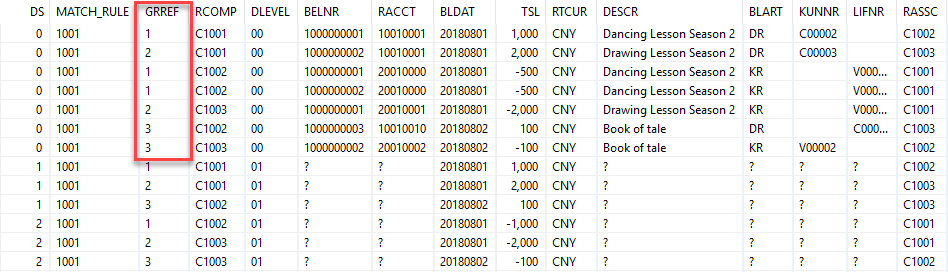 DS MATCH_RULE GRREF RCOMP DLEVEL BELNR RACCT BLDAT TSL RTCUR DESCR BLART KUNNR LIFNR RASSC
0 1001 1 C1001 00 1000000001 10010001 20180801 1,000 CNY Dancing Lesson Season 2 DR C00002 C1002
0 1001 2 C1001 00 1000000002 10010001 20180801 2,000 CNY Drawing Lesson Season 2 DR C00003 C1003
0 1001 1 C1002 00 1000000001 20010000 20180801 -500 CNY Dancing Lesson Season 2 KR V000... C1001
0 1001 1 C1002 00 1000000002 20010000 20180801 -500 CNY Dancing Lesson Season 2 KR V000... C1001
0 1001 2 C1003 00 1000000001 20010001 20180801 -2,000 CNY Drawing Lesson Season 2 KR V000... C1001
0 1001 3 C1002 00 1000000003 10010010 20180802 100 CNY Book of tale DR C000... C1003
0 1001 3 C1003 00 1000000002 20010002 20180802 -100 CNY Book of tale KR V00002 C1002
1 1001 1 C1001 01 ? ? 20180801 1,000 CNY ? ? ? ? C1002
1 1001 2 C1001 01 ? ? 20180801 2,000 CNY ? ? ? ? C1003
1 1001 3 C1002 01 ? ? 20180802 100 CNY ? ? ? ? C1003
2 1001 1 C1002 01 ? ? 20180801 -1,000 CNY ? ? ? ? C1001
2 1001 2 C1003 01 ? ? 20180801 -2,000 CNY ? ? ? ? C1001
2 1001 3 C1003 01 ? ? 20180802 -100 CNY ? ? ? ? C1002